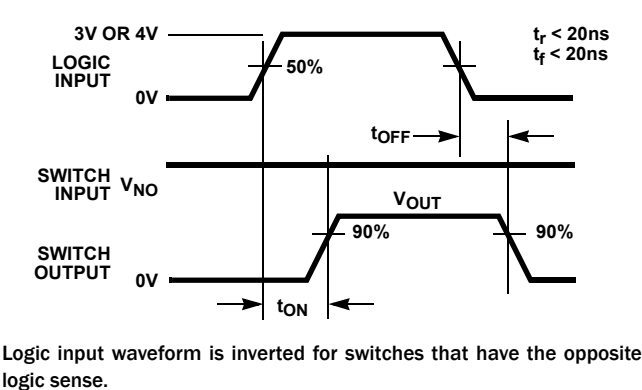 3V OR 4V
LOGIC
INPUT
0V
50%
tr < 20ns
tf < 20ns
tOFF
SWITCH
INPUT
VNO
VOUT
SWITCH
OUTPUT
0V
90%
90%
tON
Logic input waveform is inverted for switches that have the opposite
logic sense.